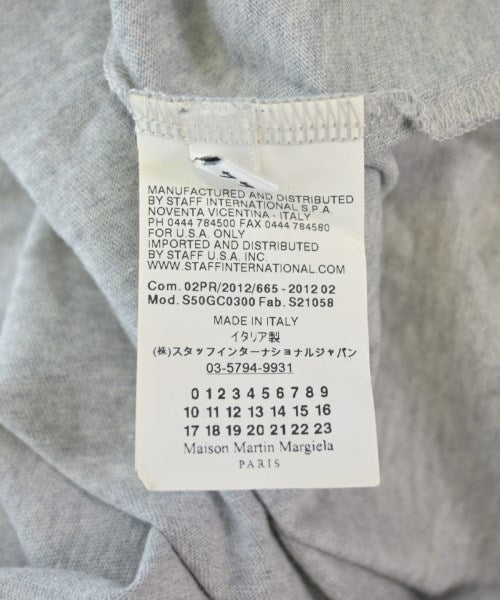 MANUFACTURED AND DISTRIBUTED
BY STAFF INTERNATIONAL S.P.A.
NOVENTA VICENTINA - ITALY
PH 0444 784500 FAX 0444 784580
FOR U.S.A. ONLY
IMPORTED AND DISTRIBUTED
BY STAFF U.S.A. INC.
WWW.STAFFINTERNATIONAL.COM
Com. 02PR/2012/665 - 2012 02
Mod. S50GC0300 Fab. S21058
MADE IN ITALY
イタリア製
(株)スタッフインターナショナルジャパン
03-5794-9931
0 1 2 3 4 5 6 7 8 9
10 11 12 13 14 15 16
17 18 19 20 21 22 23
Maison Martin Margiela
PARIS